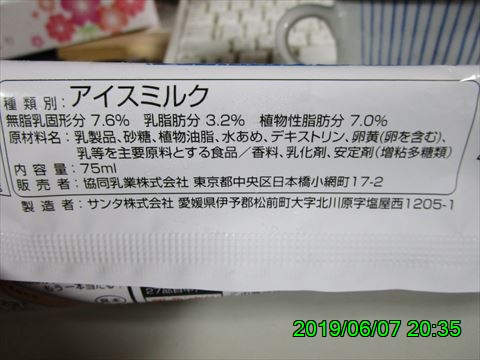 種類別:アイスミルク
無脂乳固形分 7.6% 乳脂肪分 3.2% 植物性脂肪分 7.0%
原材料名:乳製品、砂糖、植物油脂、水あめ、デキストリン、卵黄(卵を含む)、
乳等を主要原料とする食品/香料、乳化剤、安定剤(増粘多糖類)
内容量:75ml
販売者:協同乳業株式会社 東京都中央区日本橋小網町17-2
製造者:サンタ株式会社 愛媛県伊予郡松前町大字北川原字塩屋西1205-1
もう一本当たる!
2019/06/07 20:35